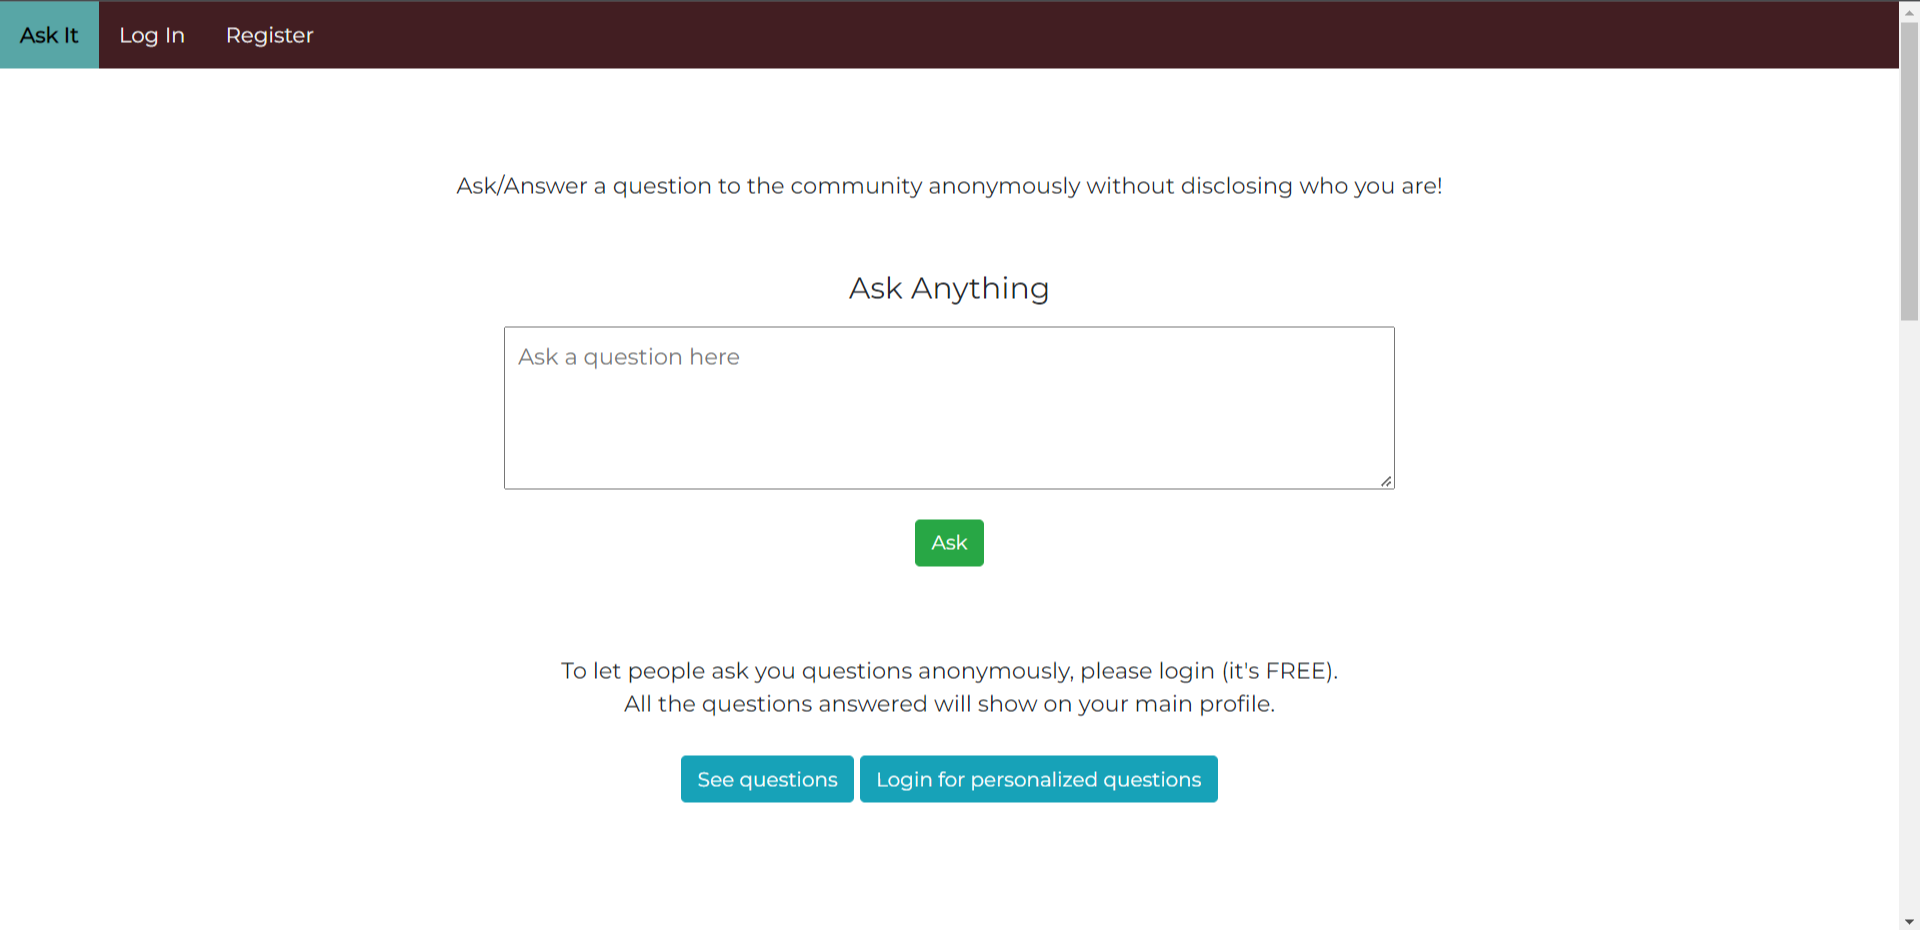 Ask It Log In Register
Ask/Answer a question to the community anonymously without disclosing who you are!
Ask Anything
Ask a question here
Ask
To let people ask you questions anonymously, please login (it's FREE).
All the questions answered will show on your main profile.
See questions Login for personalized questions